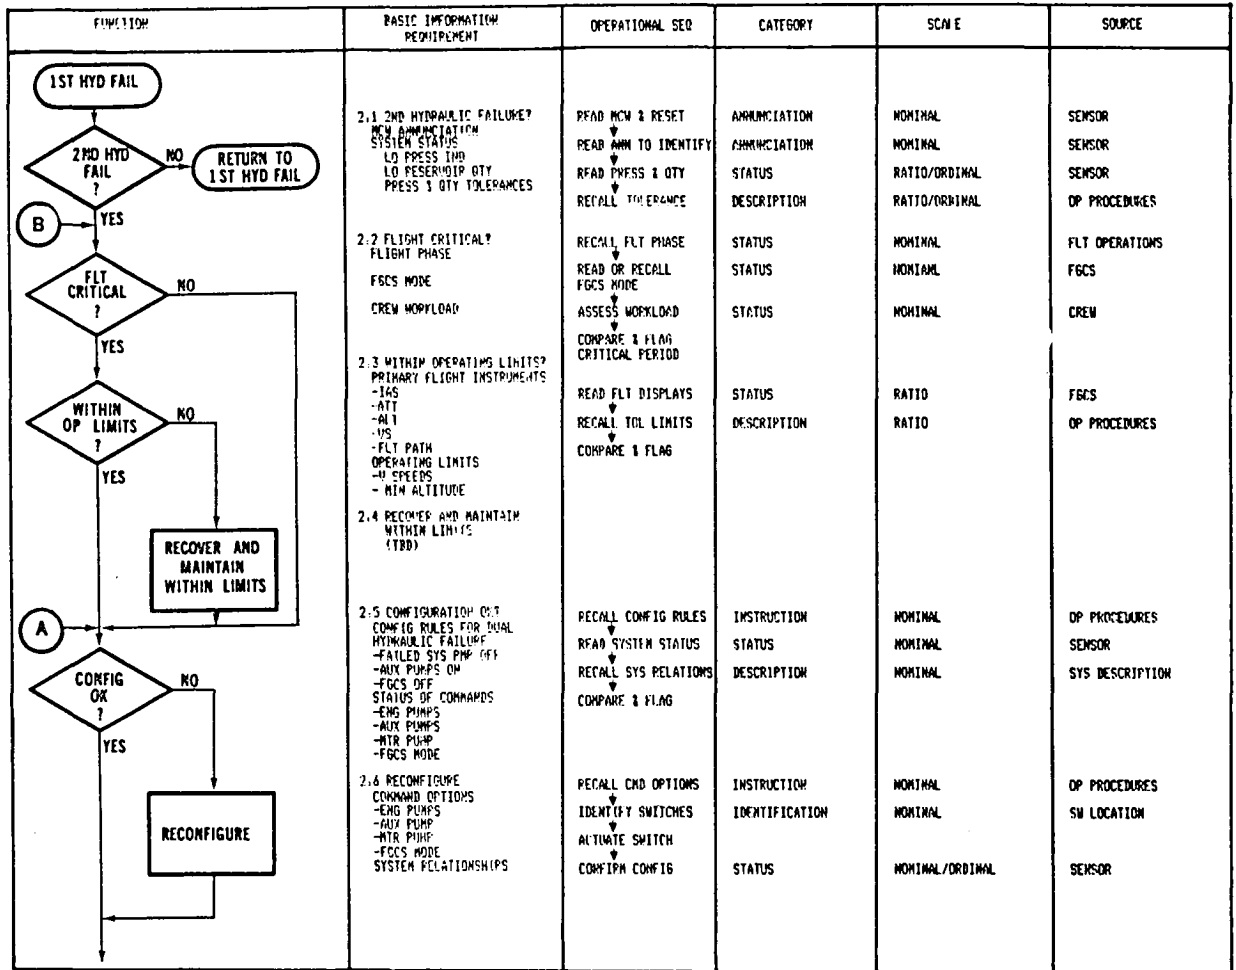 FUNCTION
BASIC INFORMATION
REQUIREMENT
OPERATIONAL SEQ
CATEGORY
SCALE
SOURCE
1ST HYD FAIL
2ND HYD
FAIL
?
NO
RETURN TO
1ST HYD FAIL
YES
B
FLT
CRITICAL
?
NO
YES
WITHIN
OP LIMITS
?
NO
YES
RECOVER AND
MAINTAIN
WITHIN LIMITS
A
CONFIG
OK
?
NO
YES
RECONFIGURE
2.1 2ND HYDRAULIC FAILURE?
MCW ANNUNCIATION
SYSTEM STATUS
LO PRESS IND
LO RESERVOIR QTY
PRESS & QTY TOLERANCES
READ MCW & RESET
ANNUNCIATION
NOMINAL
SENSOR
READ ANN TO IDENTIFY
ANNUNCIATION
NOMINAL
SENSOR
READ PRESS & QTY
STATUS
RATIO/ORDINAL
SENSOR
RECALL TOLERANCE
DESCRIPTION
RATIO/ORDINAL
OP PROCEDURES
2.2 FLIGHT CRITICAL?
FLIGHT PHASE
FGCS MODE
CREW WORKLOAD
RECALL FLT PHASE
STATUS
NOMINAL
FLT OPERATIONS
READ OR RECALL
FGCS MODE
STATUS
NOMIANL
FGCS
ASSESS WORKLOAD
STATUS
NOMINAL
CREW
COMPARE & FLAG
CRITICAL PERIOD
2.3 WITHIN OPERATING LIMITS?
PRIMARY FLIGHT INSTRUMENTS
-IAS
-ATT
-ALT
-VS
-FLT PATH
OPERATING LIMITS
-V SPEEDS
- MIN ALTITUDE
READ FLT DISPLAYS
STATUS
RATIO
FGCS
RECALL TOL LIMITS
DESCRIPTION
RATIO
OP PROCEDURES
COMPARE & FLAG
2.4 RECOVER AND MAINTAIN
WITHIN LIMITS
(TBD)
2.5 CONFIGURATION OK?
CONFIG RULES FOR DUAL
HYDRAULIC FAILURE
-FAILED SYS PMP OFF
-AUX PUMPS ON
-FGCS OFF
STATUS OF COMMANDS
-ENG PUMPS
-AUX PUMPS
-MTR PUMP
-FGCS MODE
RECALL CONFIG RULES
INSTRUCTION
NOMINAL
OP PROCEDURES
READ SYSTEM STATUS
STATUS
NOMINAL
SENSOR
RECALL SYS RELATIONS
DESCRIPTION
NOMINAL
SYS DESCRIPTION
COMPARE & FLAG
2.6 RECONFIGURE
COMMAND OPTIONS
-ENG PUMPS
-AUX PUMP
-MTR PUMP
-FGCS MODE
SYSTEM RELATIONSHIPS
RECALL CMD OPTIONS
INSTRUCTION
NOMINAL
OP PROCEDURES
IDENTIFY SWITCHES
IDENTIFICATION
NOMINAL
SW LOCATION
ACTUATE SWITCH
CONFIRM CONFIG
STATUS
NOMINAL/ORDINAL
SENSOR